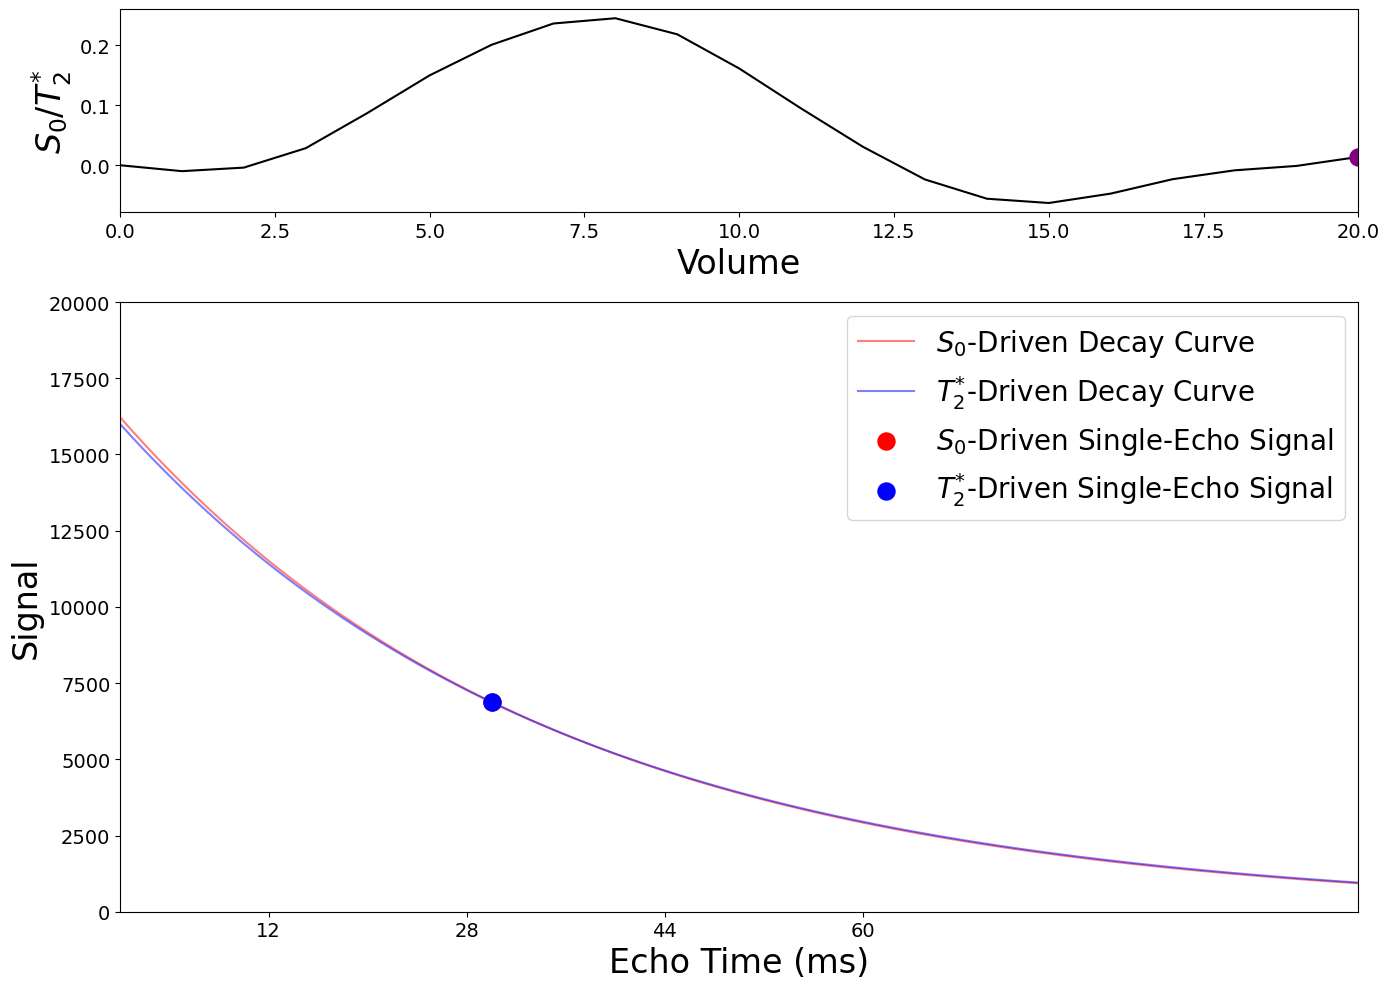 S₀/T₂*
0.2
0.1
0.0
0.0 2.5 5.0 7.5 10.0 12.5 15.0 17.5 20.0
Volume
Signal
20000
17500
15000
12500
10000
7500
5000
2500
0
S₀-Driven Decay Curve
T₂*-Driven Decay Curve
S₀-Driven Single-Echo Signal
T₂*-Driven Single-Echo Signal
12 28 44 60
Echo Time (ms)